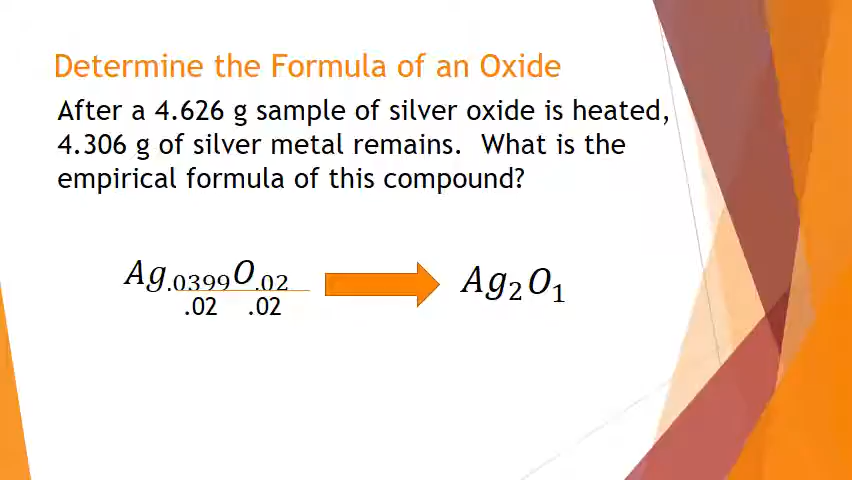 Determine the Formula of an Oxide
After a 4.626 g sample of silver oxide is heated,
4.306 g of silver metal remains.  What is the
empirical formula of this compound?
Ag.0399O.02 Ag2O1
.02 .02